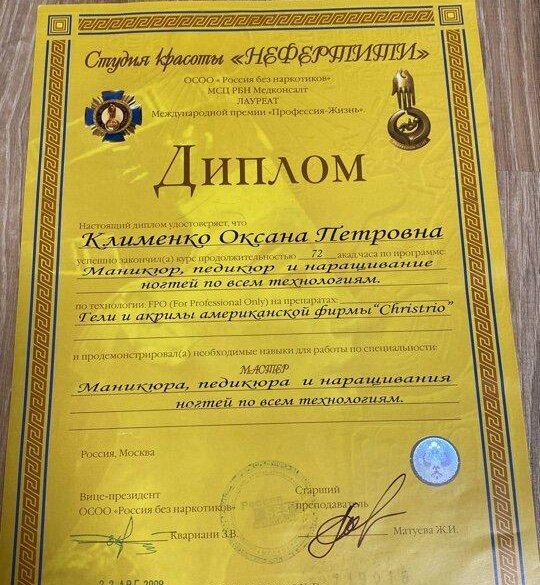 Студия красоты «НЕФЕРТИТИ»
ОСОО « Россия без наркотиков»
МСЦ РБН Медконсалт
ЛАУРЕАТ
Международной премии «Профессия-Жизнь».
Диплом
Настоящий диплом удостоверяет, что
Клименко Оксана Петровна
успешно закончил(а) курс продолжительностью 72 акад.часа по программе
Маникюр, педикюр и наращивание
ногтей по всем технологиям.
по технологии: FPO (For Professional Only) на препаратах:
Гели и акрилы американской фирмы "Christrio"
и продемонстрировал(а) необходимые навыки для работы по специальности:
МАСТЕР
Маникюра, педикюра и наращивания
ногтей по всем технологиям.
Россия, Москва
Вице-президент
ОСОО «Россия без наркотиков»
Квариани З.В.
Старший
преподаватель
Матуева Ж.И.